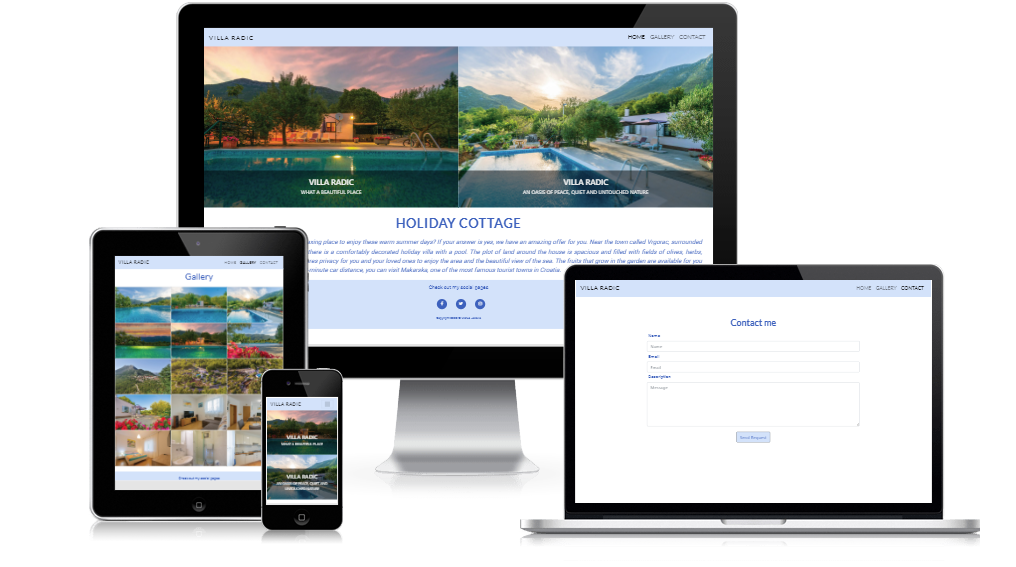 VILLA RADIC
HOME GALLERY CONTACT
VILLA RADIC
WHAT A BEAUTIFUL PLACE
VILLA RADIC
AN OASIS OF PEACE, QUIET AND UNTOUCHED NATURE
HOLIDAY COTTAGE
place to enjoy these warm summer days? If your answer is yes, we have an amazing offer for you. Near the town called Vrgorac, surrounded
there is a comfortably decorated holiday villa with a pool. The plot of land around the house is spacious and filled with fields of olives, herbs,
privacy for you and your loved ones to enjoy the area and the beautiful view of the sea. The fruits that grow in the garden are available for you
minute car distance, you can visit Makarska, one of the most famous tourist towns in Croatia.
Check out my social pages
VILLA RADIC
HOME GALLERY CONTACT
Gallery
Check out my social pages
VILLA RADIC
VILLA RADIC
WHAT A BEAUTIFUL PLACE
VILLA RADIC
AN OASIS OF PEACE, QUIET AND
UNTOUCHED NATURE
VILLA RADIC
HOME GALLERY CONTACT
Contact me
Name
Name
Email
Email
Description
Message
Send Request